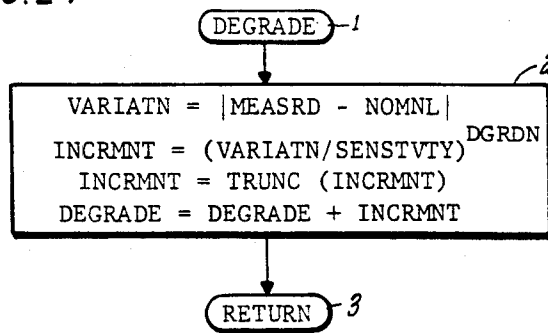 DEGRADE 1
2
VARIATN = |MEASRD - NOMNL|
INCRMNT = (VARIATN/SENSTVTY)^DGRDN
INCRMNT = TRUNC (INCRMNT)
DEGRADE = DEGRADE + INCRMNT
RETURN 3